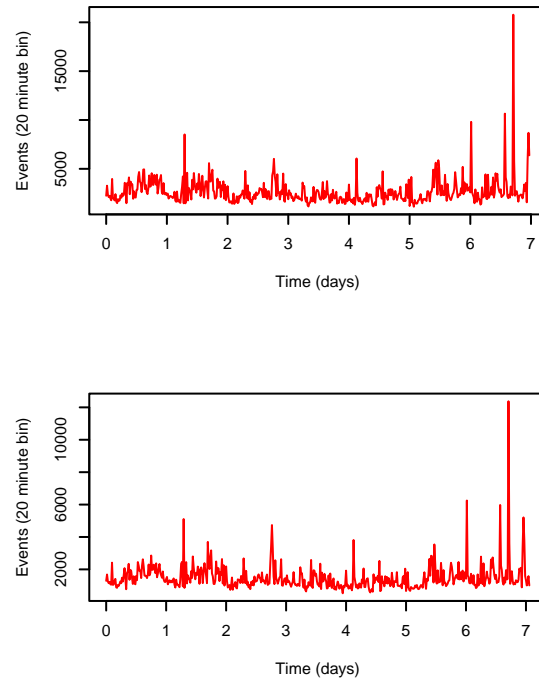 Events (20 minute bin)
5000 15000
0 1 2 3 4 5 6 7
Time (days)
Events (20 minute bin)
2000 6000 10000
0 1 2 3 4 5 6 7
Time (days)